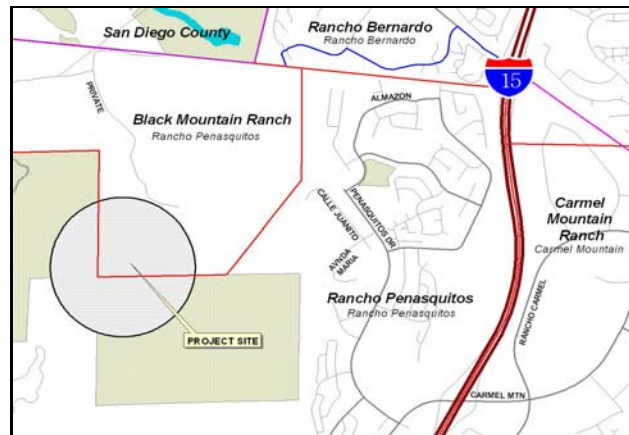 San Diego County
Rancho Bernardo
Rancho Bernardo
15
PRIVATE
ALMAZON
Black Mountain Ranch
Rancho Penasquitos
PENASQUITOS DR
CALLE JUANITO
AVNDA
MARIA
Carmel
Mountain
Ranch
Carmel Mountain
Rancho Penasquitos
Rancho Penasquitos
RANCHO CARMEL
PROJECT SITE
CARMEL MTN